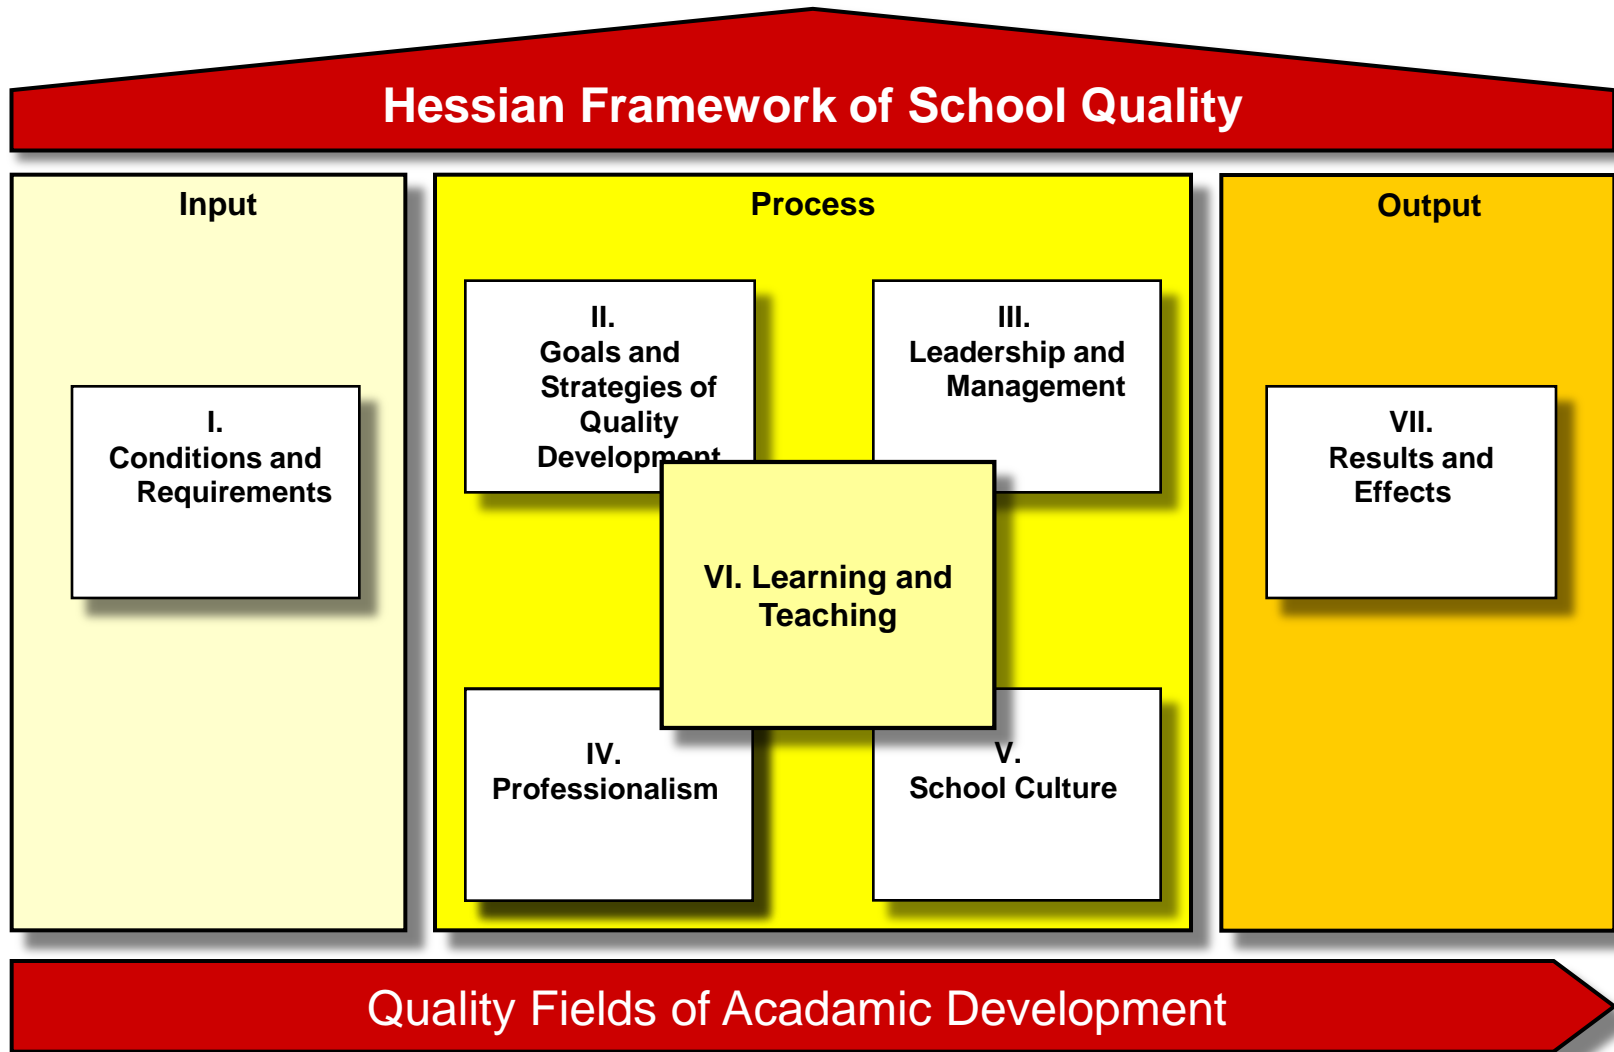 Hessian Framework of School Quality
Input
I.
Conditions and
Requirements
Process
II.
Goals and
Strategies of
Quality
Development
III.
Leadership and
Management
VI. Learning and
Teaching
IV.
Professionalism
V.
School Culture
Output
VII.
Results and
Effects
Quality Fields of Acadamic Development